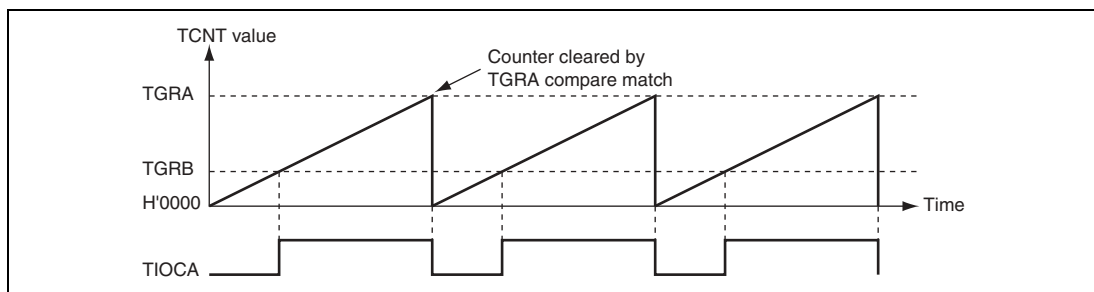 TCNT value
Counter cleared by
TGRA compare match
TGRA
TGRB
H'0000
Time
TIOCA